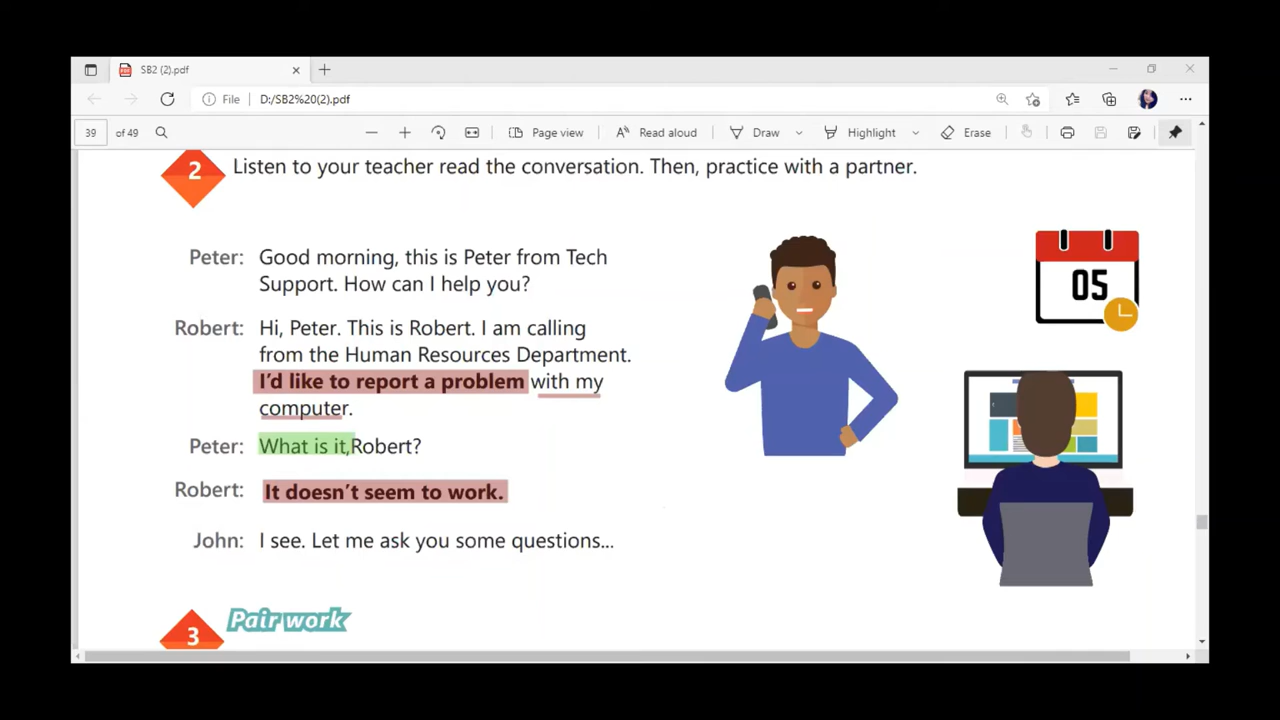 SB2 (2).pdf
File D:/SB2%20(2).pdf
39 of 49 Page view Read aloud Draw Highlight Erase
2 Listen to your teacher read the conversation. Then, practice with a partner.
Peter: Good morning, this is Peter from Tech
Support. How can I help you?
Robert: Hi, Peter. This is Robert. I am calling
from the Human Resources Department.
I'd like to report a problem with my
computer.
Peter: What is it,Robert?
Robert: It doesn't seem to work.
John: I see. Let me ask you some questions...
05
3 Pair work